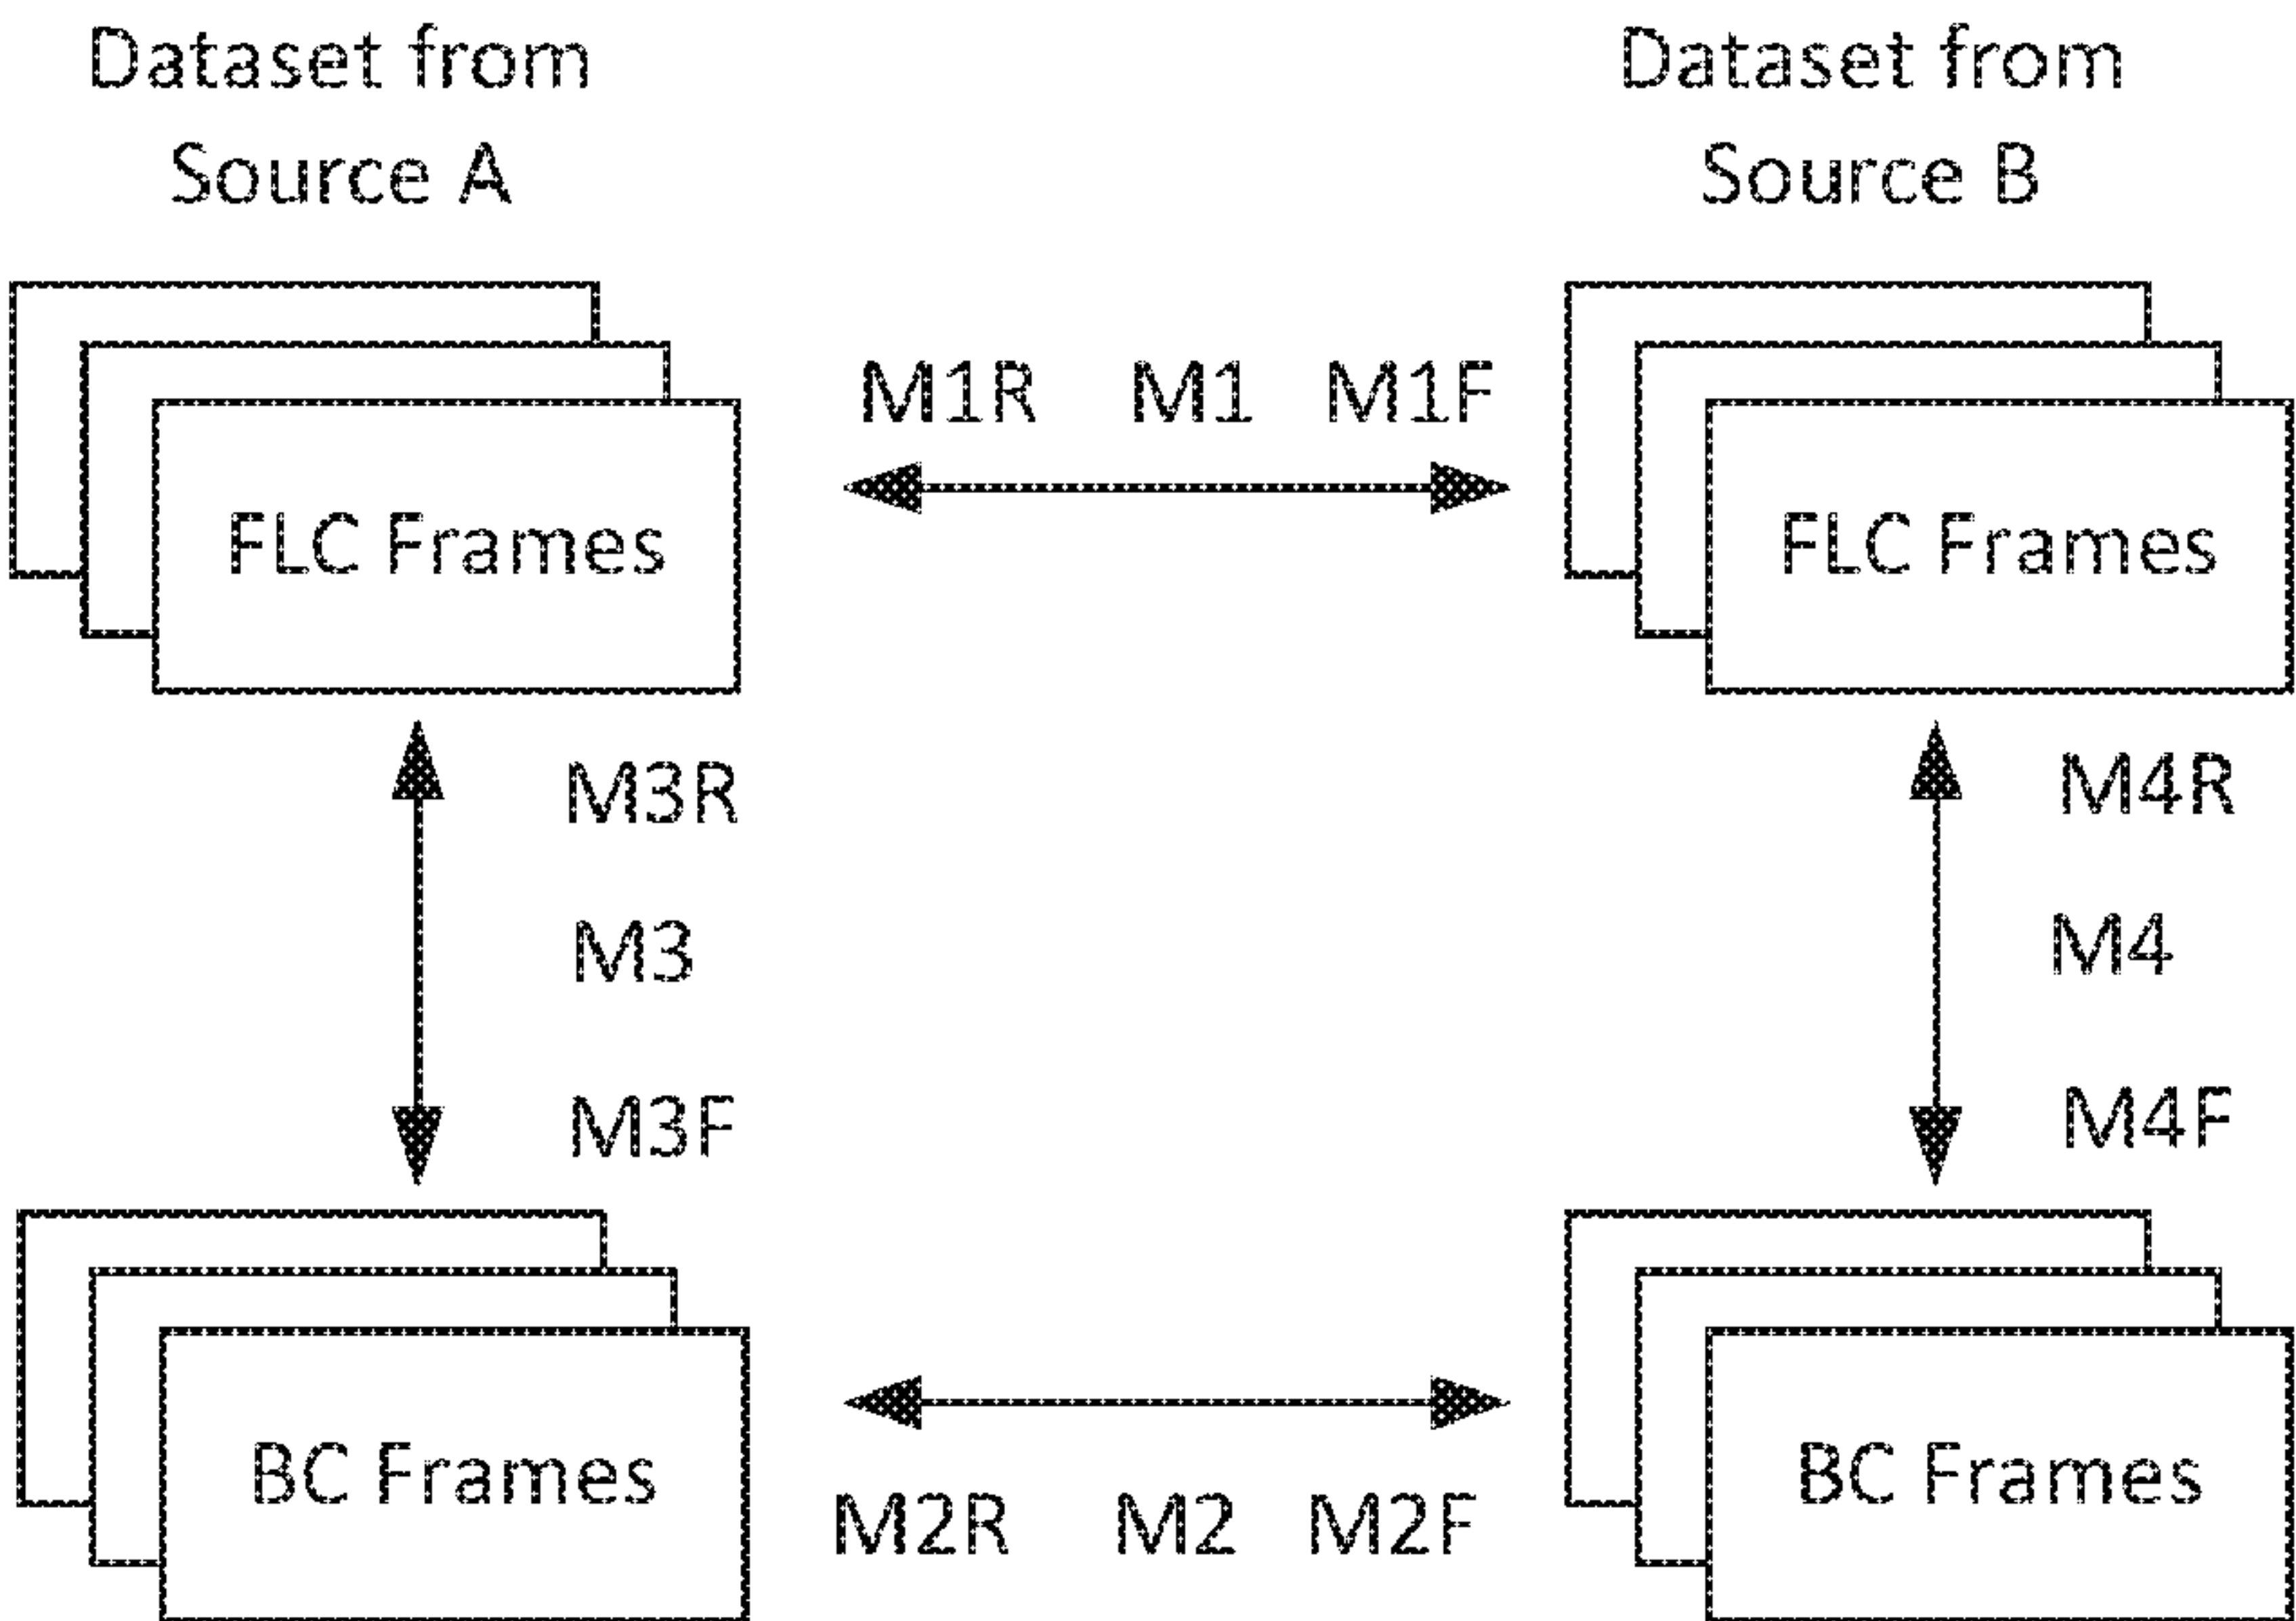 Dataset from
Source A
Dataset from
Source B
M1R M1 M1F
FLC Frames
FLC Frames
M3R
M3
M3F
M4R
M4
M4F
BC Frames
BC Frames
M2R M2 M2F